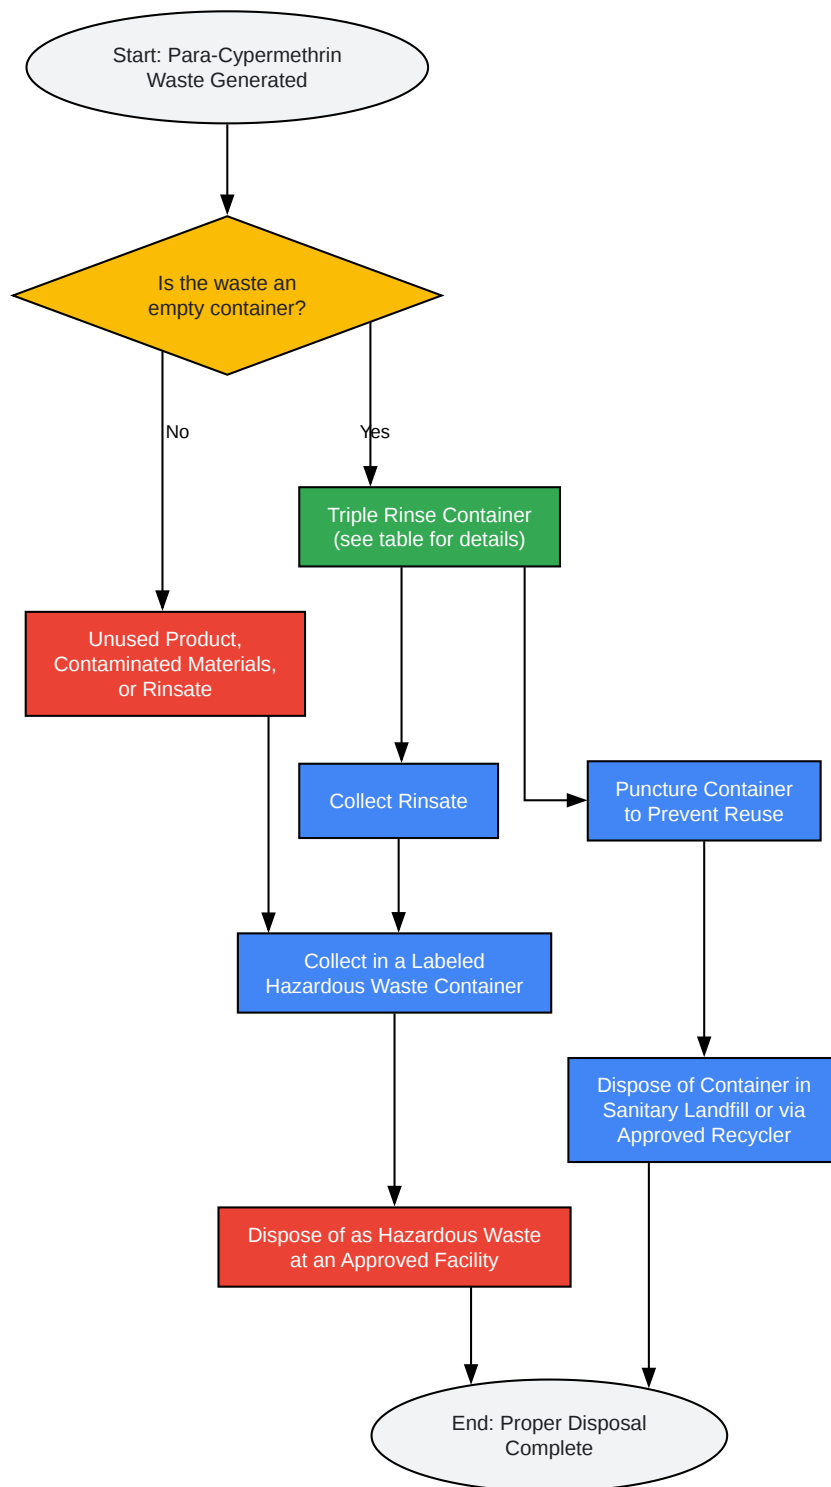 Start: Para-Cypermethrin
Waste Generated
Is the waste an
empty container?
No
Yes
Triple Rinse Container
(see table for details)
Unused Product,
Contaminated Materials,
or Rinsate
Collect Rinsate
Puncture Container
to Prevent Reuse
Collect in a Labeled
Hazardous Waste Container
Dispose of Container in
Sanitary Landfill or via
Approved Recycler
Dispose of as Hazardous Waste
at an Approved Facility
End: Proper Disposal
Complete